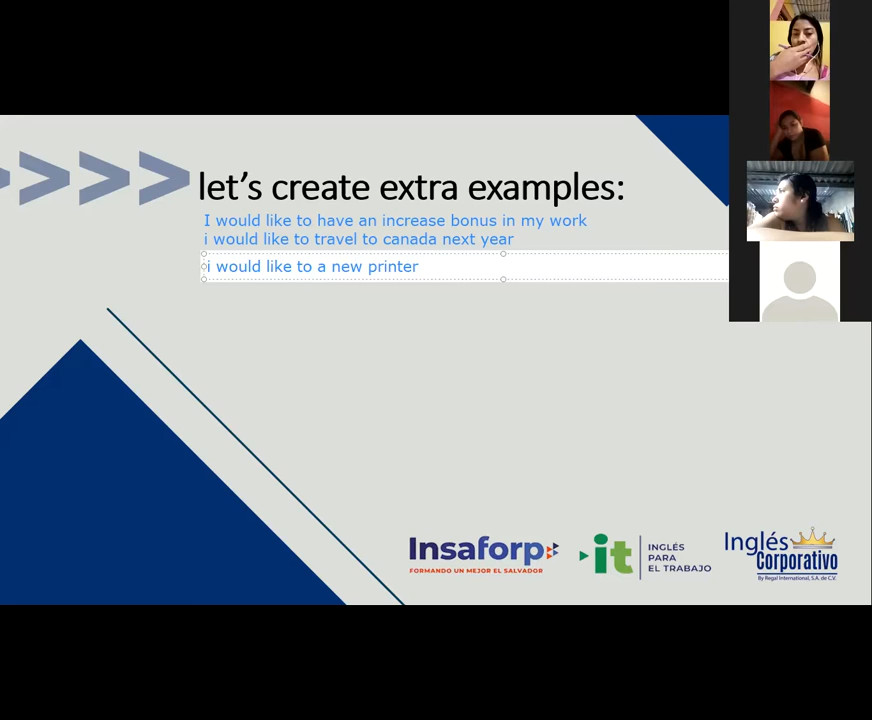 >>>> let's create extra examples:
I would like to have an increase bonus in my work
i would like to travel to canada next year
i would like to a new printer
Insaforp
FORMANDO UN MEJOR EL SALVADOR
it
INGLÉS
PARA
EL TRABAJO
Inglés
Corporativo
By Regal International, S.A. de C.V.